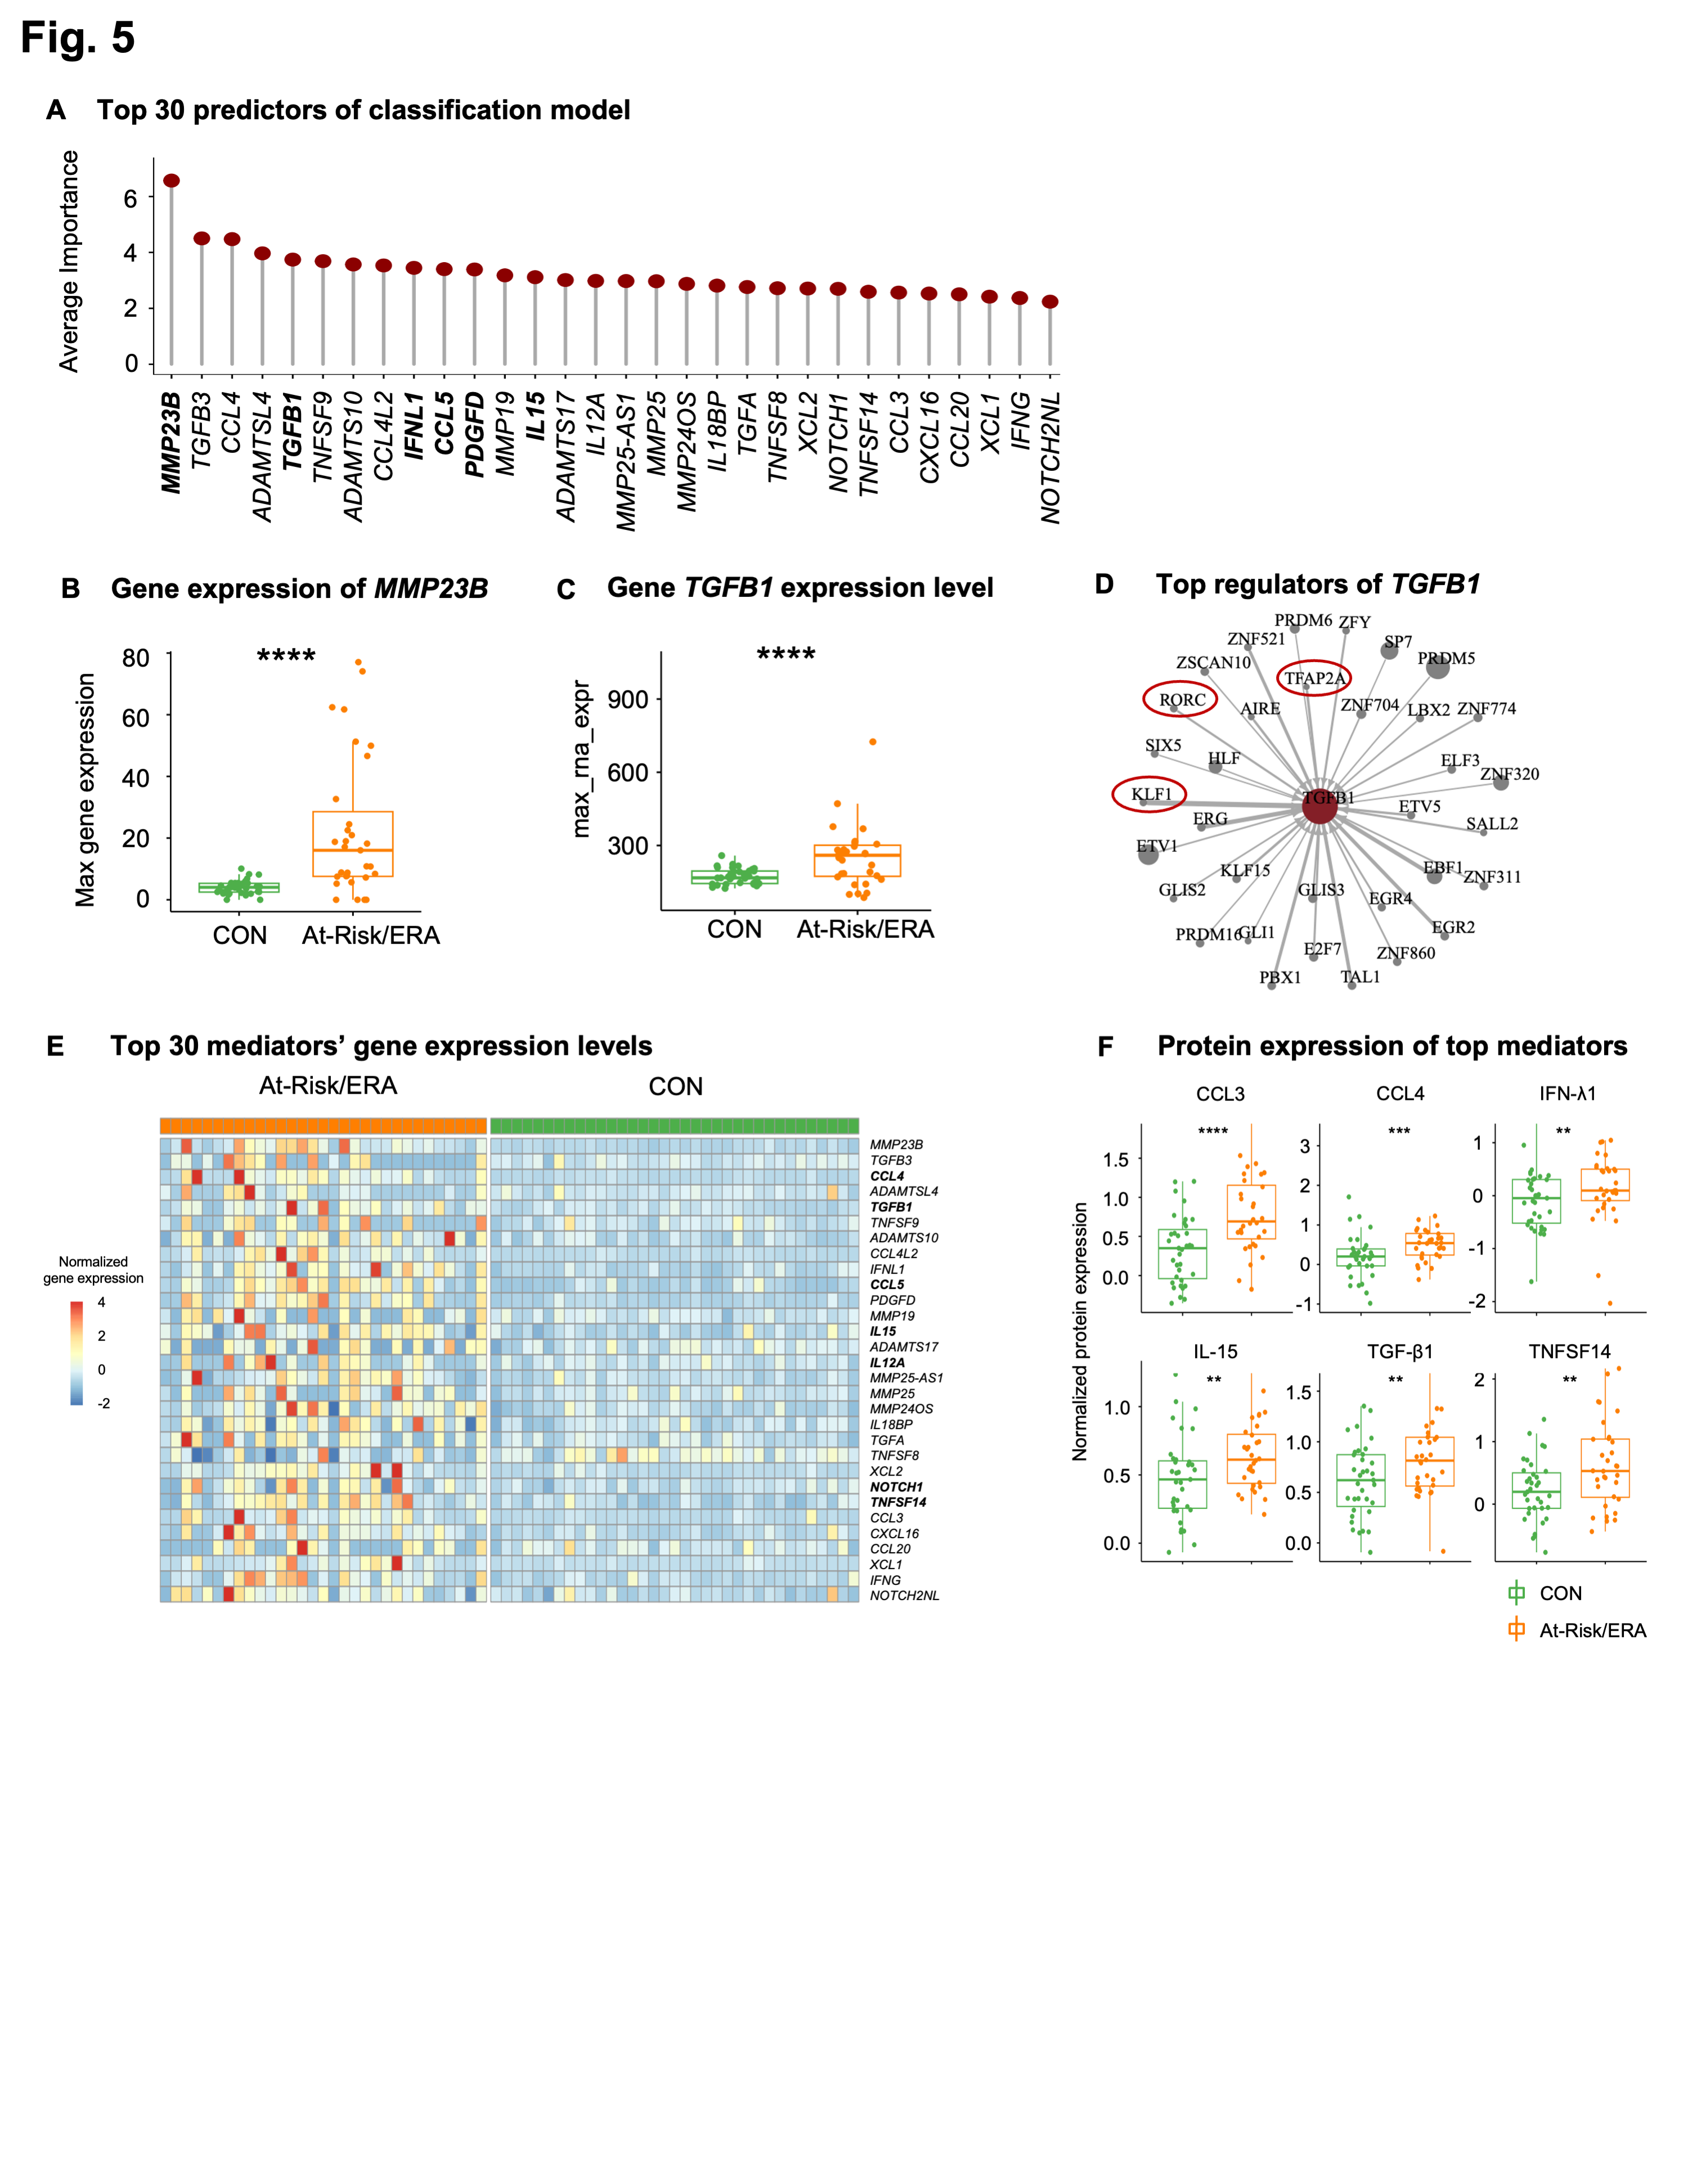 Fig. 5
A Top 30 predictors of classification model
Average Importance
6
4
2
0
MMP23B
TGFB3
CCL4
ADAMTSL4
TGFB1
TNFSF9
ADAMTS10
CCL4L2
IFNL1
CCL5
PDGFD
MMP19
IL15
ADAMTS17
IL12A
MMP25-AS1
MMP25
MMP24OS
IL18BP
TGFA
TNFSF8
XCL2
NOTCH1
TNFSF14
CCL3
CXCL16
CCL20
XCL1
IFNG
NOTCH2NL
B Gene expression of MMP23B
****
Max gene expression
80
60
40
20
0
CON At-Risk/ERA
C Gene TGFB1 expression level
****
max_rna_expr
900
600
300
CON At-Risk/ERA
D Top regulators of TGFB1
PRDM6 ZFY
ZNF521 SP7
ZSCAN10 PRDM5
TFAP2A
RORC
AIRE ZNF704 LBX2 ZNF774
SIX5
HLF ELF3
ZNF320
KLF1 TGFB1
ERG ETV5
SALL2
ETV1
KLF15 EBF1
ZNF311
GLIS2 GLIS3
EGR4
PRDM16 GLI1 EGR2
E2F7 ZNF860
PBX1 TAL1
E Top 30 mediators’ gene expression levels
At-Risk/ERA CON
Normalized
gene expression
4
2
0
-2
MMP23B
TGFB3
CCL4
ADAMTSL4
TGFB1
TNFSF9
ADAMTS10
CCL4L2
IFNL1
CCL5
PDGFD
MMP19
IL15
ADAMTS17
IL12A
MMP25-AS1
MMP25
MMP24OS
IL18BP
TGFA
TNFSF8
XCL2
NOTCH1
TNFSF14
CCL3
CXCL16
CCL20
XCL1
IFNG
NOTCH2NL
F Protein expression of top mediators
Normalized protein expression
CCL3
****
1.5
1.0
0.5
0.0
CCL4
***
3
2
1
0
-1
IFN-λ1
**
1
0
-1
-2
IL-15
**
1.0
0.5
0.0
TGF-β1
**
1.5
1.0
0.5
0.0
TNFSF14
**
2
1
0
CON
At-Risk/ERA